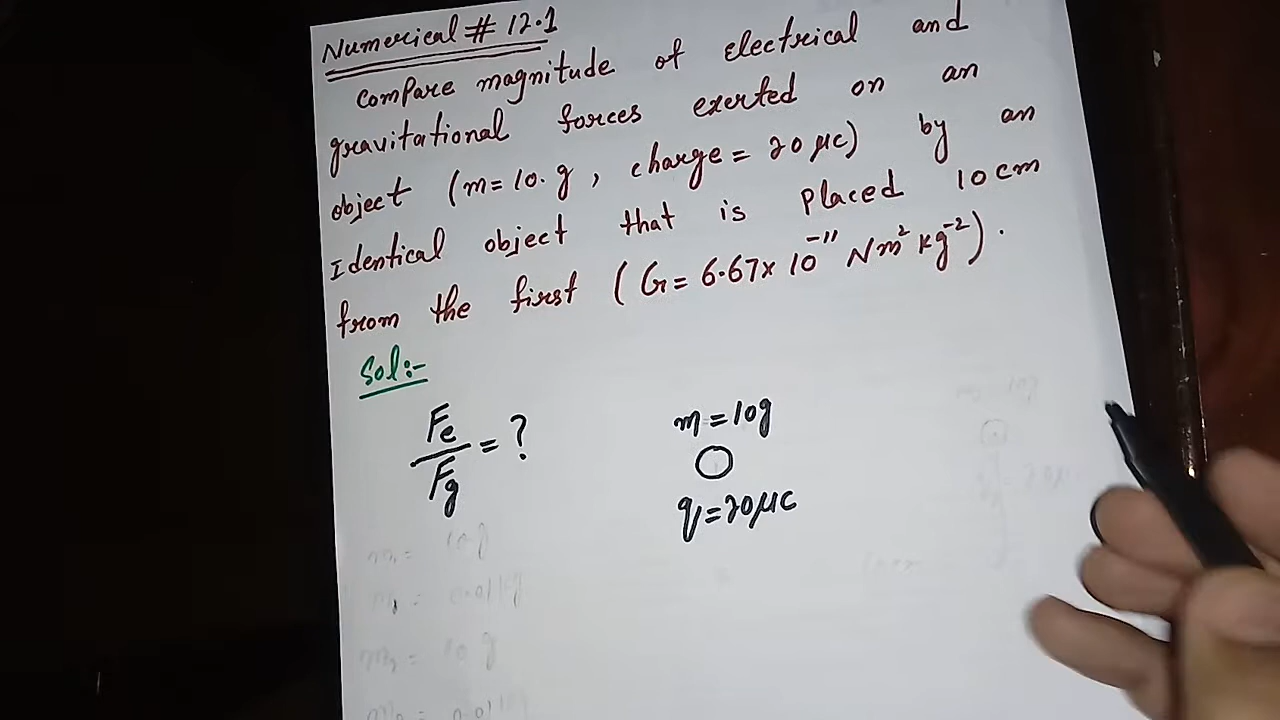 Numerical # 12.1
Compare magnitude of electrical and
gravitational forces exerted on an
object (m= 10.g, charge= 20 μc) by an
Identical object that is placed 10 cm
from the first (G= 6.67× 10⁻¹¹ Nm² kg⁻²).
Sol:-
Fe/Fg = ?
m = 10g
q = 20μc